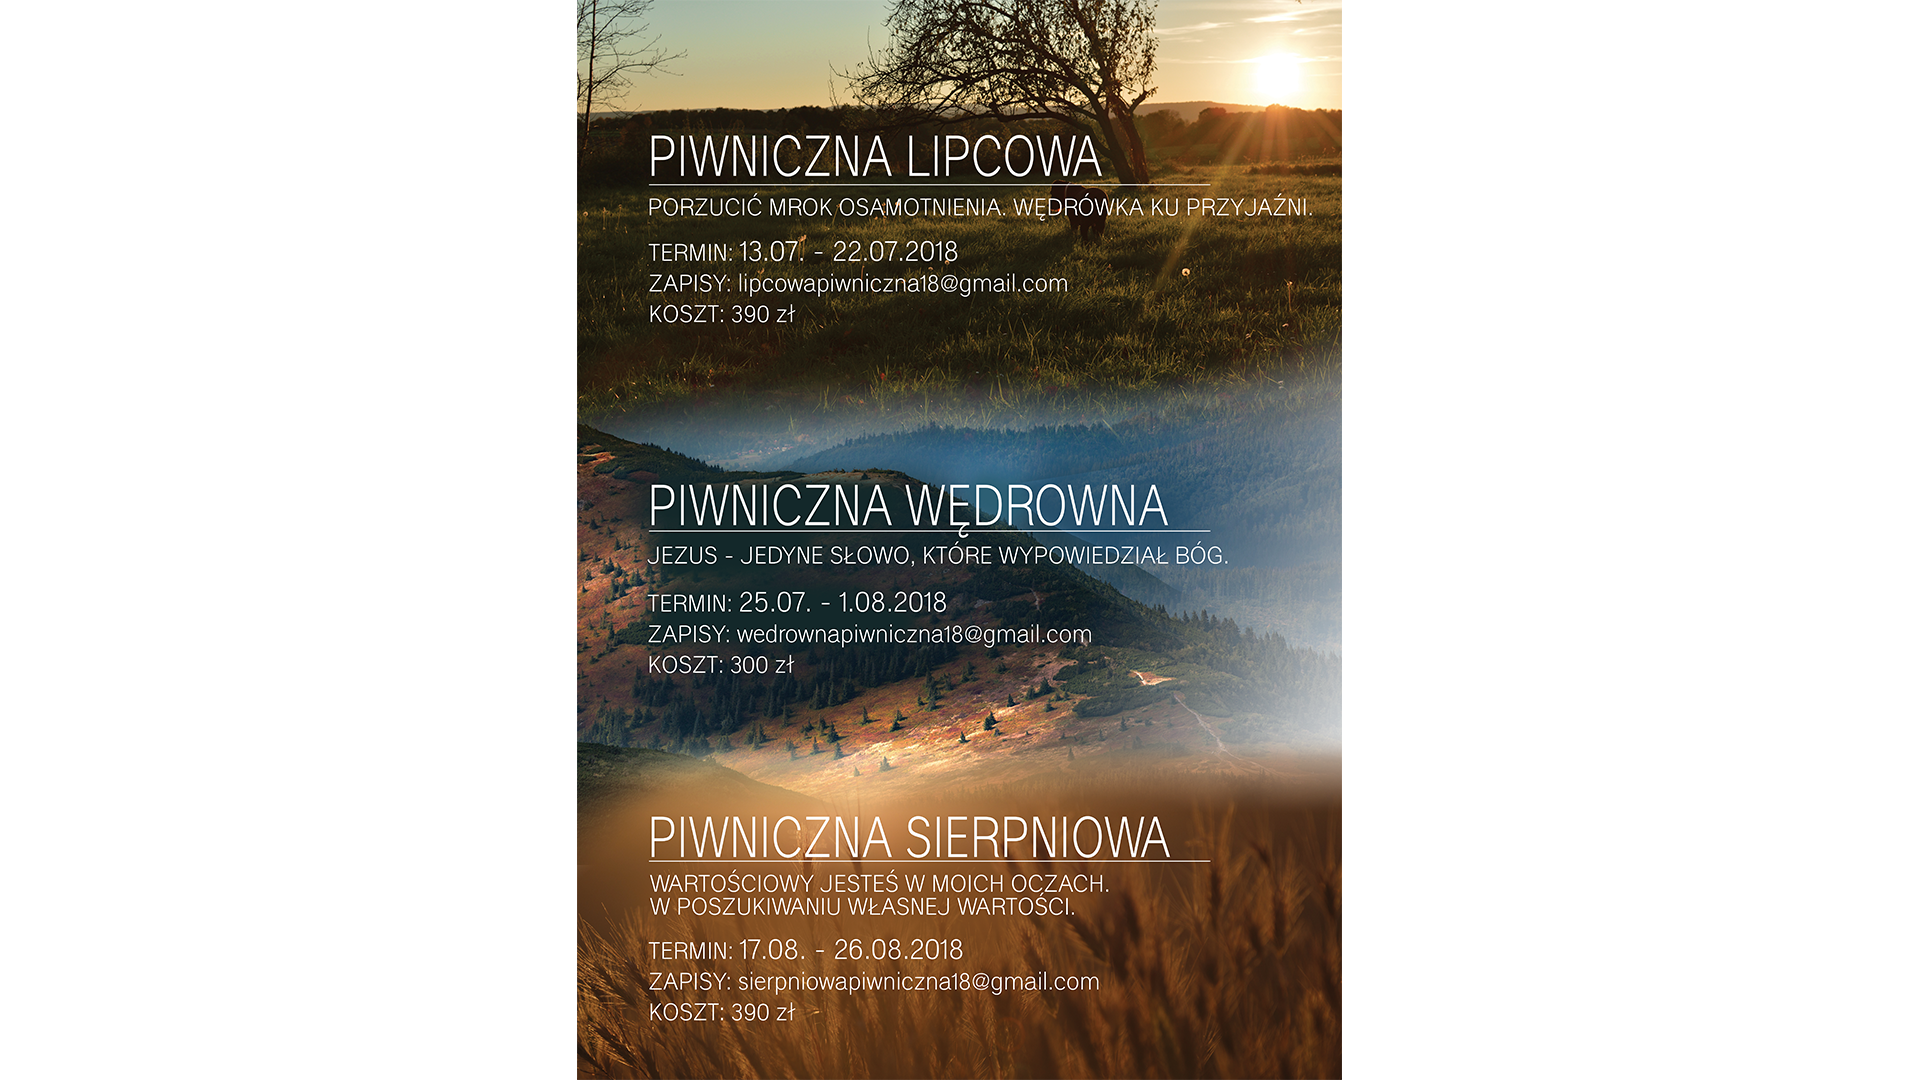 PIWNICZNA LIPCOWA
PORZUCIĆ MROK OSAMOTNIENIA. WĘDRÓWKA KU PRZYJAŹNI.
TERMIN: 13.07. - 22.07.2018
ZAPISY: lipcowapiwniczna18@gmail.com
KOSZT: 390 zł
PIWNICZNA WĘDROWNA
JEZUS - JEDYNE SŁOWO, KTÓRE WYPOWIEDZIAŁ BÓG.
TERMIN: 25.07. - 1.08.2018
ZAPISY: wedrownapiwniczna18@gmail.com
KOSZT: 300 zł
PIWNICZNA SIERPNIOWA
WARTOŚCIOWY JESTEŚ W MOICH OCZACH.
W POSZUKIWANIU WŁASNEJ WARTOŚCI.
TERMIN: 17.08. - 26.08.2018
ZAPISY: sierpniowapiwniczna18@gmail.com
KOSZT: 390 zł